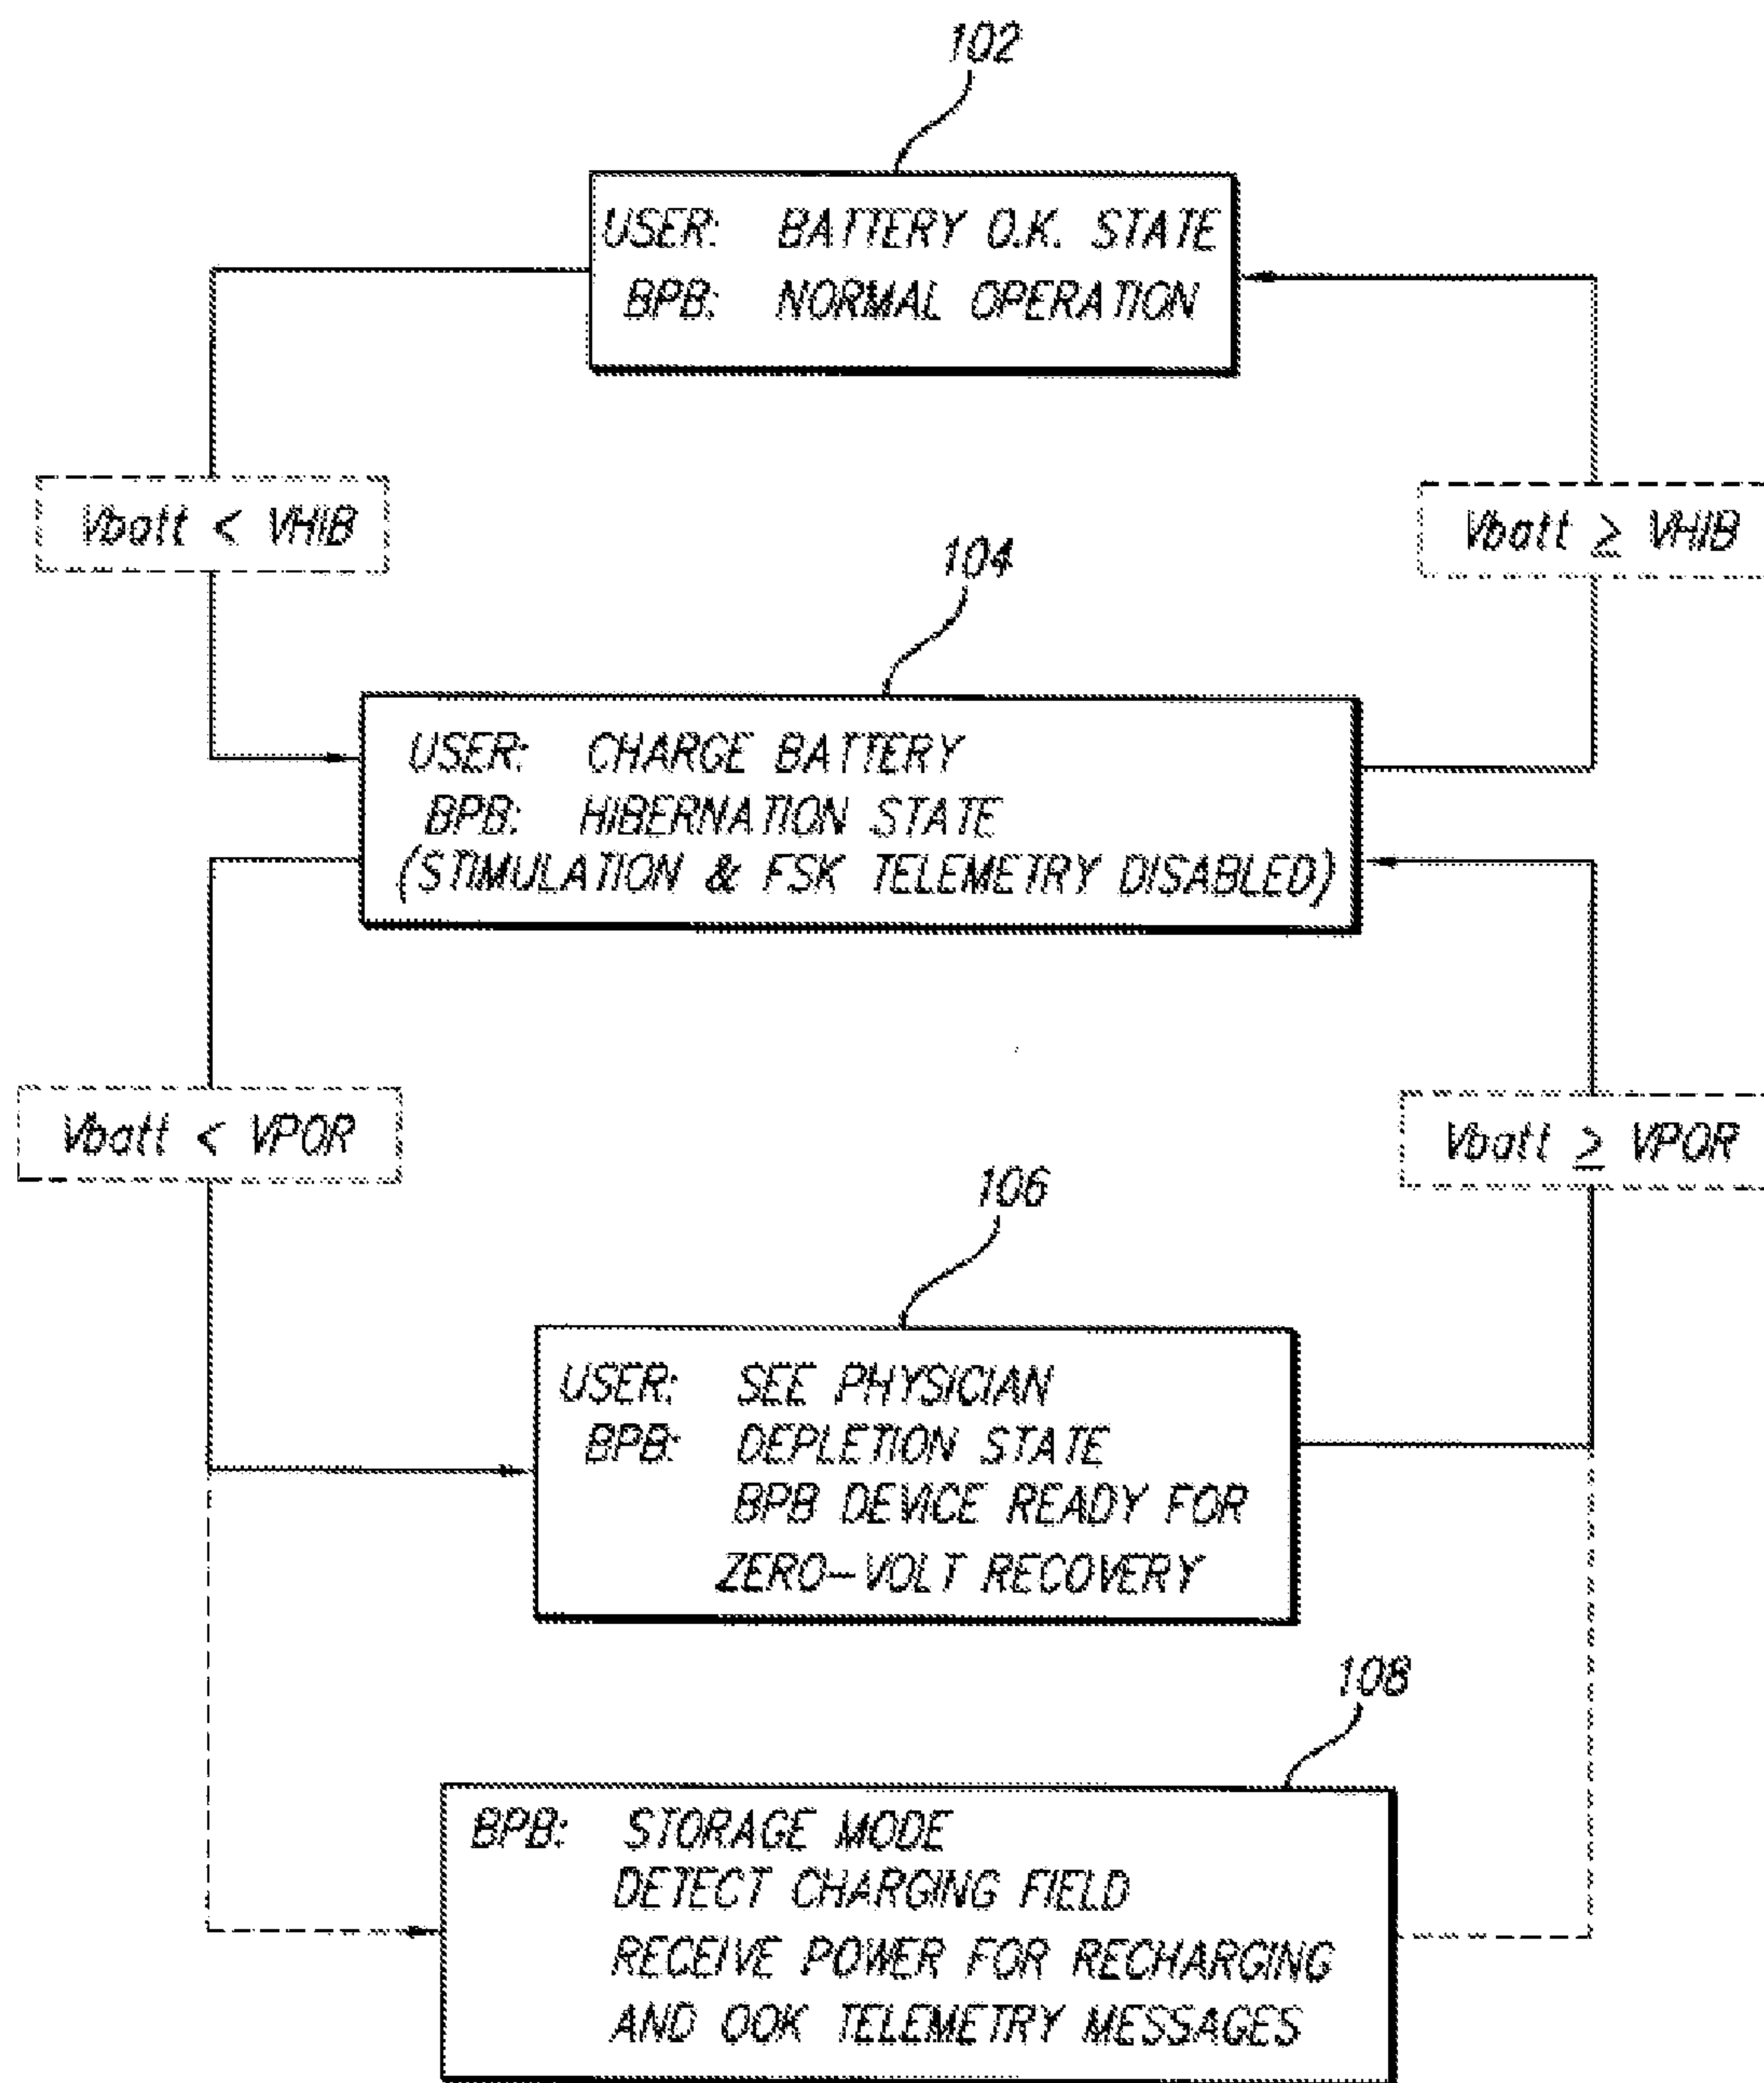 102
USER: BATTERY O.K. STATE
BPB: NORMAL OPERATION
Vbatt < VHIB
Vbatt ≥ VHIB
104
USER: CHARGE BATTERY
BPB: HIBERNATION STATE
(STIMULATION & FSK TELEMETRY DISABLED)
Vbatt < VPOR
Vbatt ≥ VPOR
106
USER: SEE PHYSICIAN
BPB: DEPLETION STATE
BPB DEVICE READY FOR
ZERO-VOLT RECOVERY
108
BPB: STORAGE MODE
DETECT CHARGING FIELD
RECEIVE POWER FOR RECHARGING
AND OOK TELEMETRY MESSAGES